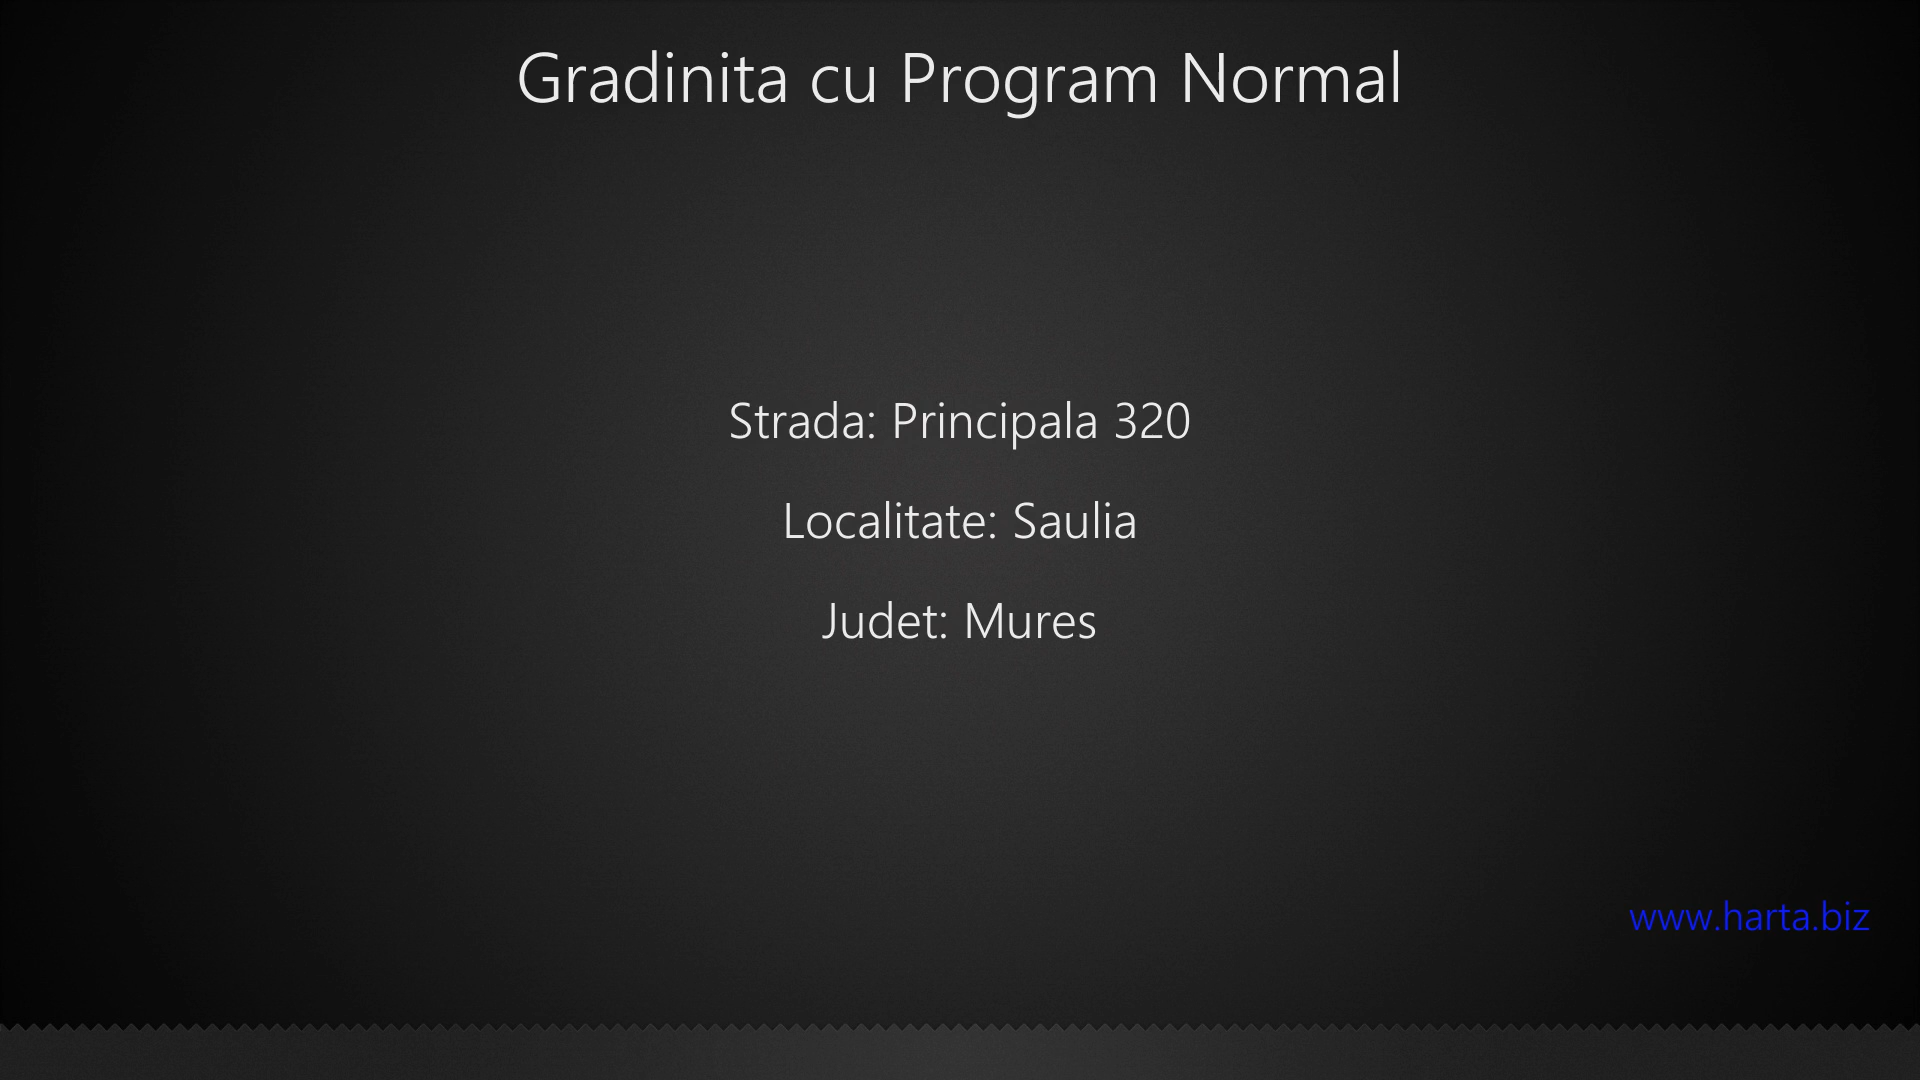 Gradinita cu Program Normal
Strada: Principala 320
Localitate: Saulia
Judet: Mures
www.harta.biz